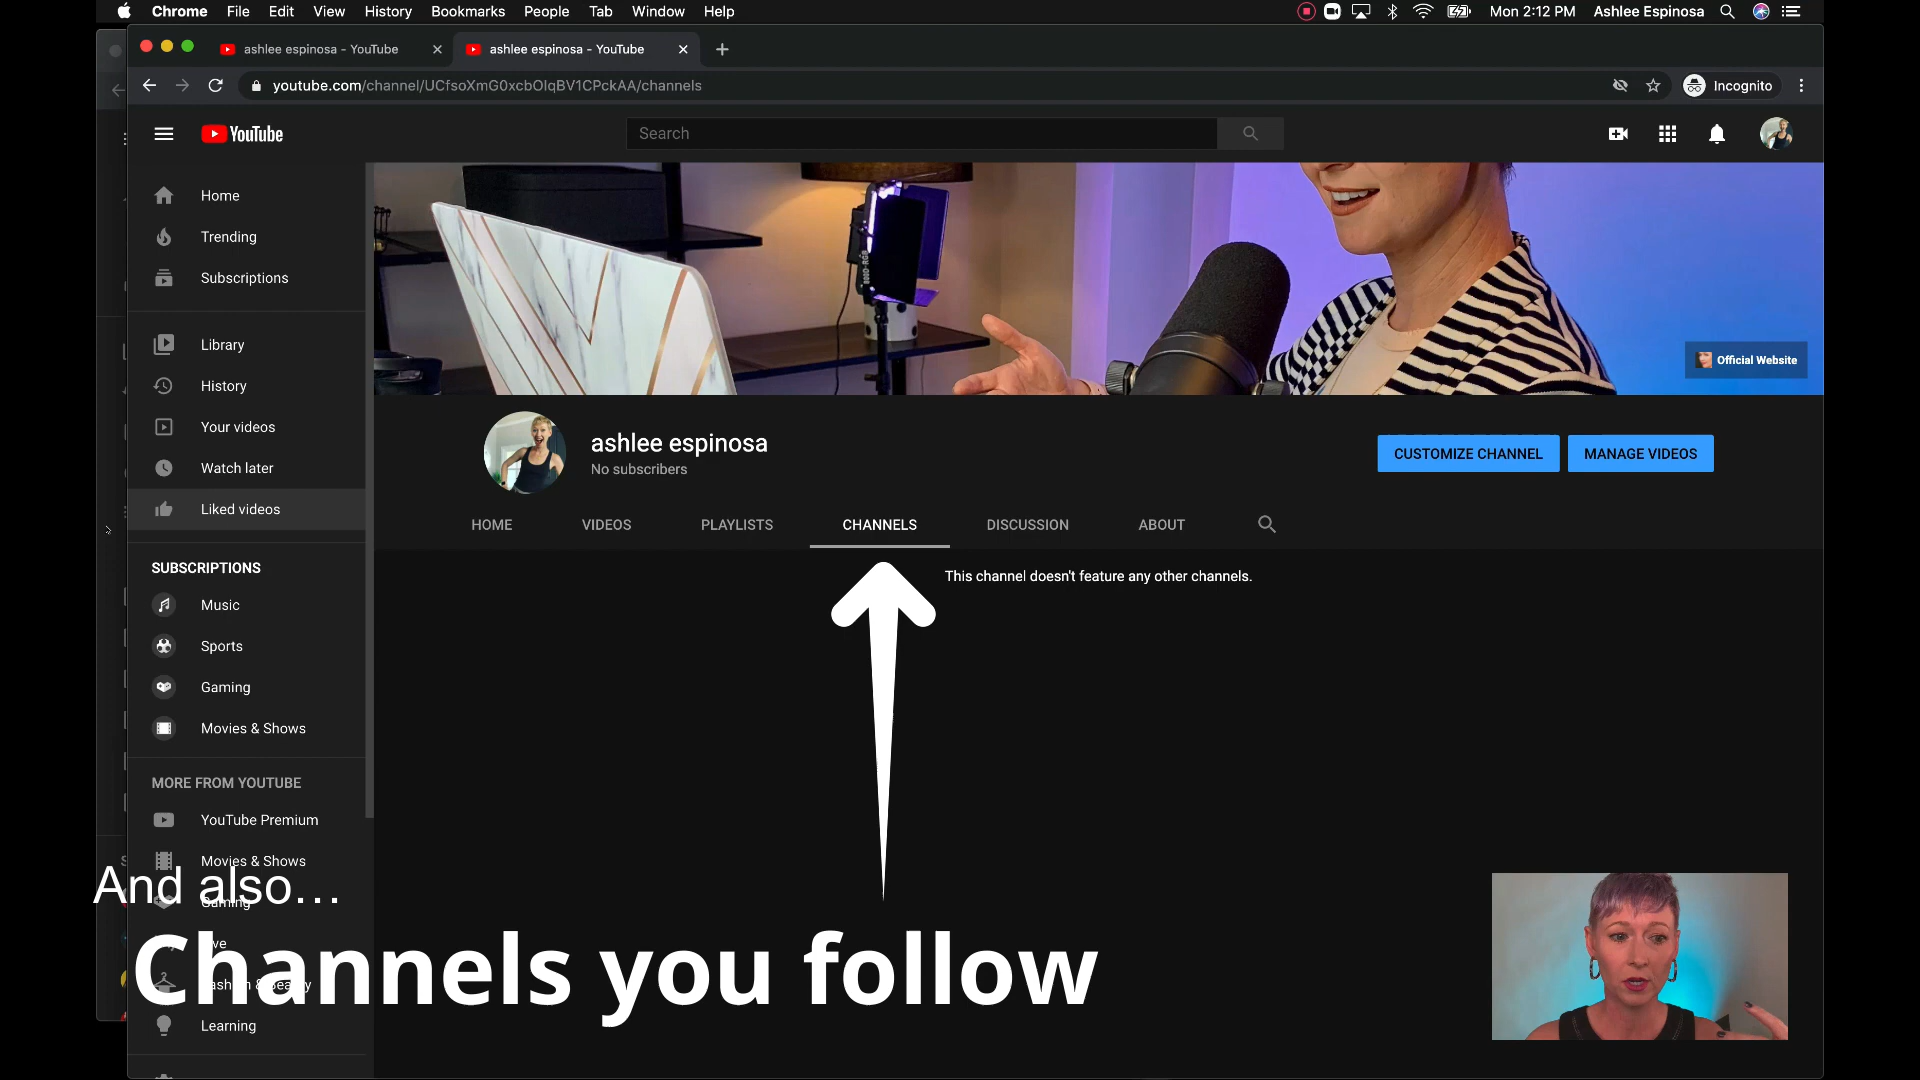 Chrome File Edit View History Bookmarks People Tab Window Help Mon 2:12 PM Ashlee Espinosa
ashlee espinosa - YouTube ashlee espinosa - YouTube
youtube.com/channel/UCfsoXmG0xcbOlqBV1CPckAA/channels Incognito
YouTube Search
Home
Trending
Subscriptions
Library
History
Your videos
Watch later
Liked videos
SUBSCRIPTIONS
Music
Sports
Gaming
Movies & Shows
MORE FROM YOUTUBE
YouTube Premium
Movies & Shows
Gaming
Learning
Official Website
ashlee espinosa
No subscribers
CUSTOMIZE CHANNEL MANAGE VIDEOS
HOME VIDEOS PLAYLISTS CHANNELS DISCUSSION ABOUT
This channel doesn't feature any other channels.
And also...
Channels you follow